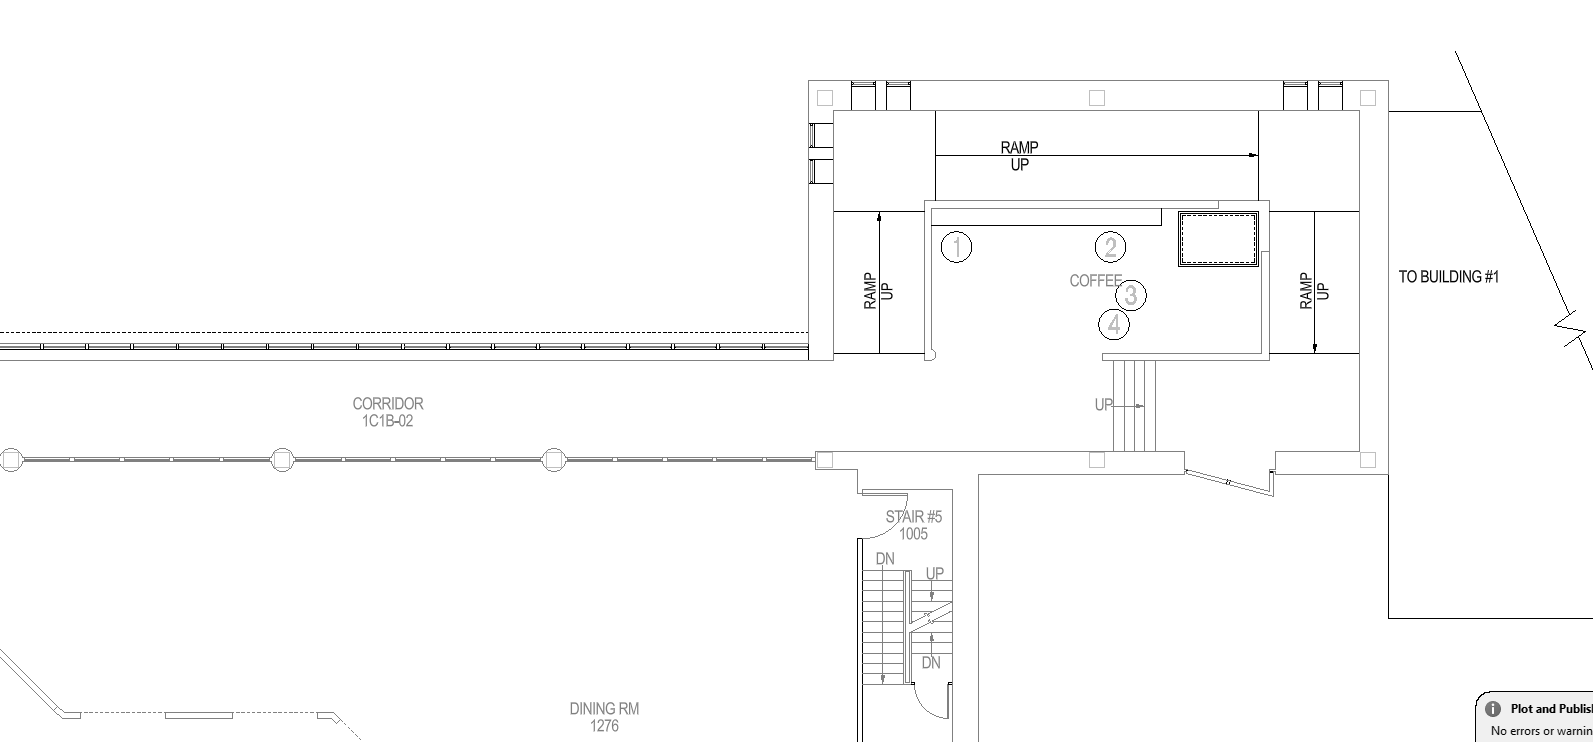 RAMP
UP
1
2
COFFEE
3
4
RAMP
UP
RAMP
UP
TO BUILDING #1
CORRIDOR
1C1B-02
UP
STAIR #5
1005
DN
UP
DN
DINING RM
1276
Plot and Publis
No errors or warnin